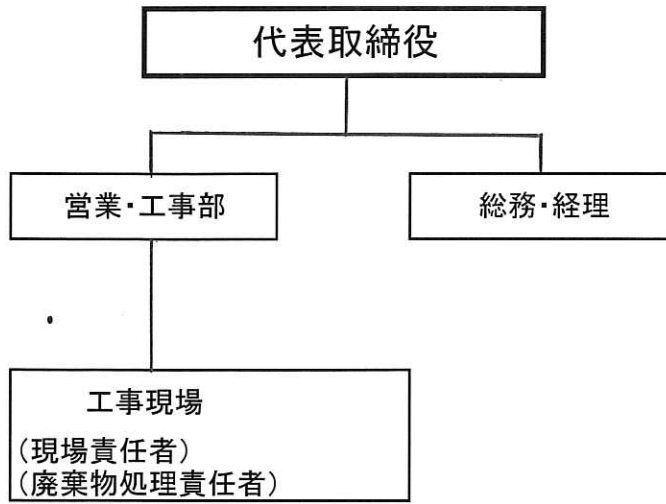 代表取締役
営業・工事部
総務・経理
工事現場
(現場責任者)
(廃棄物処理責任者)